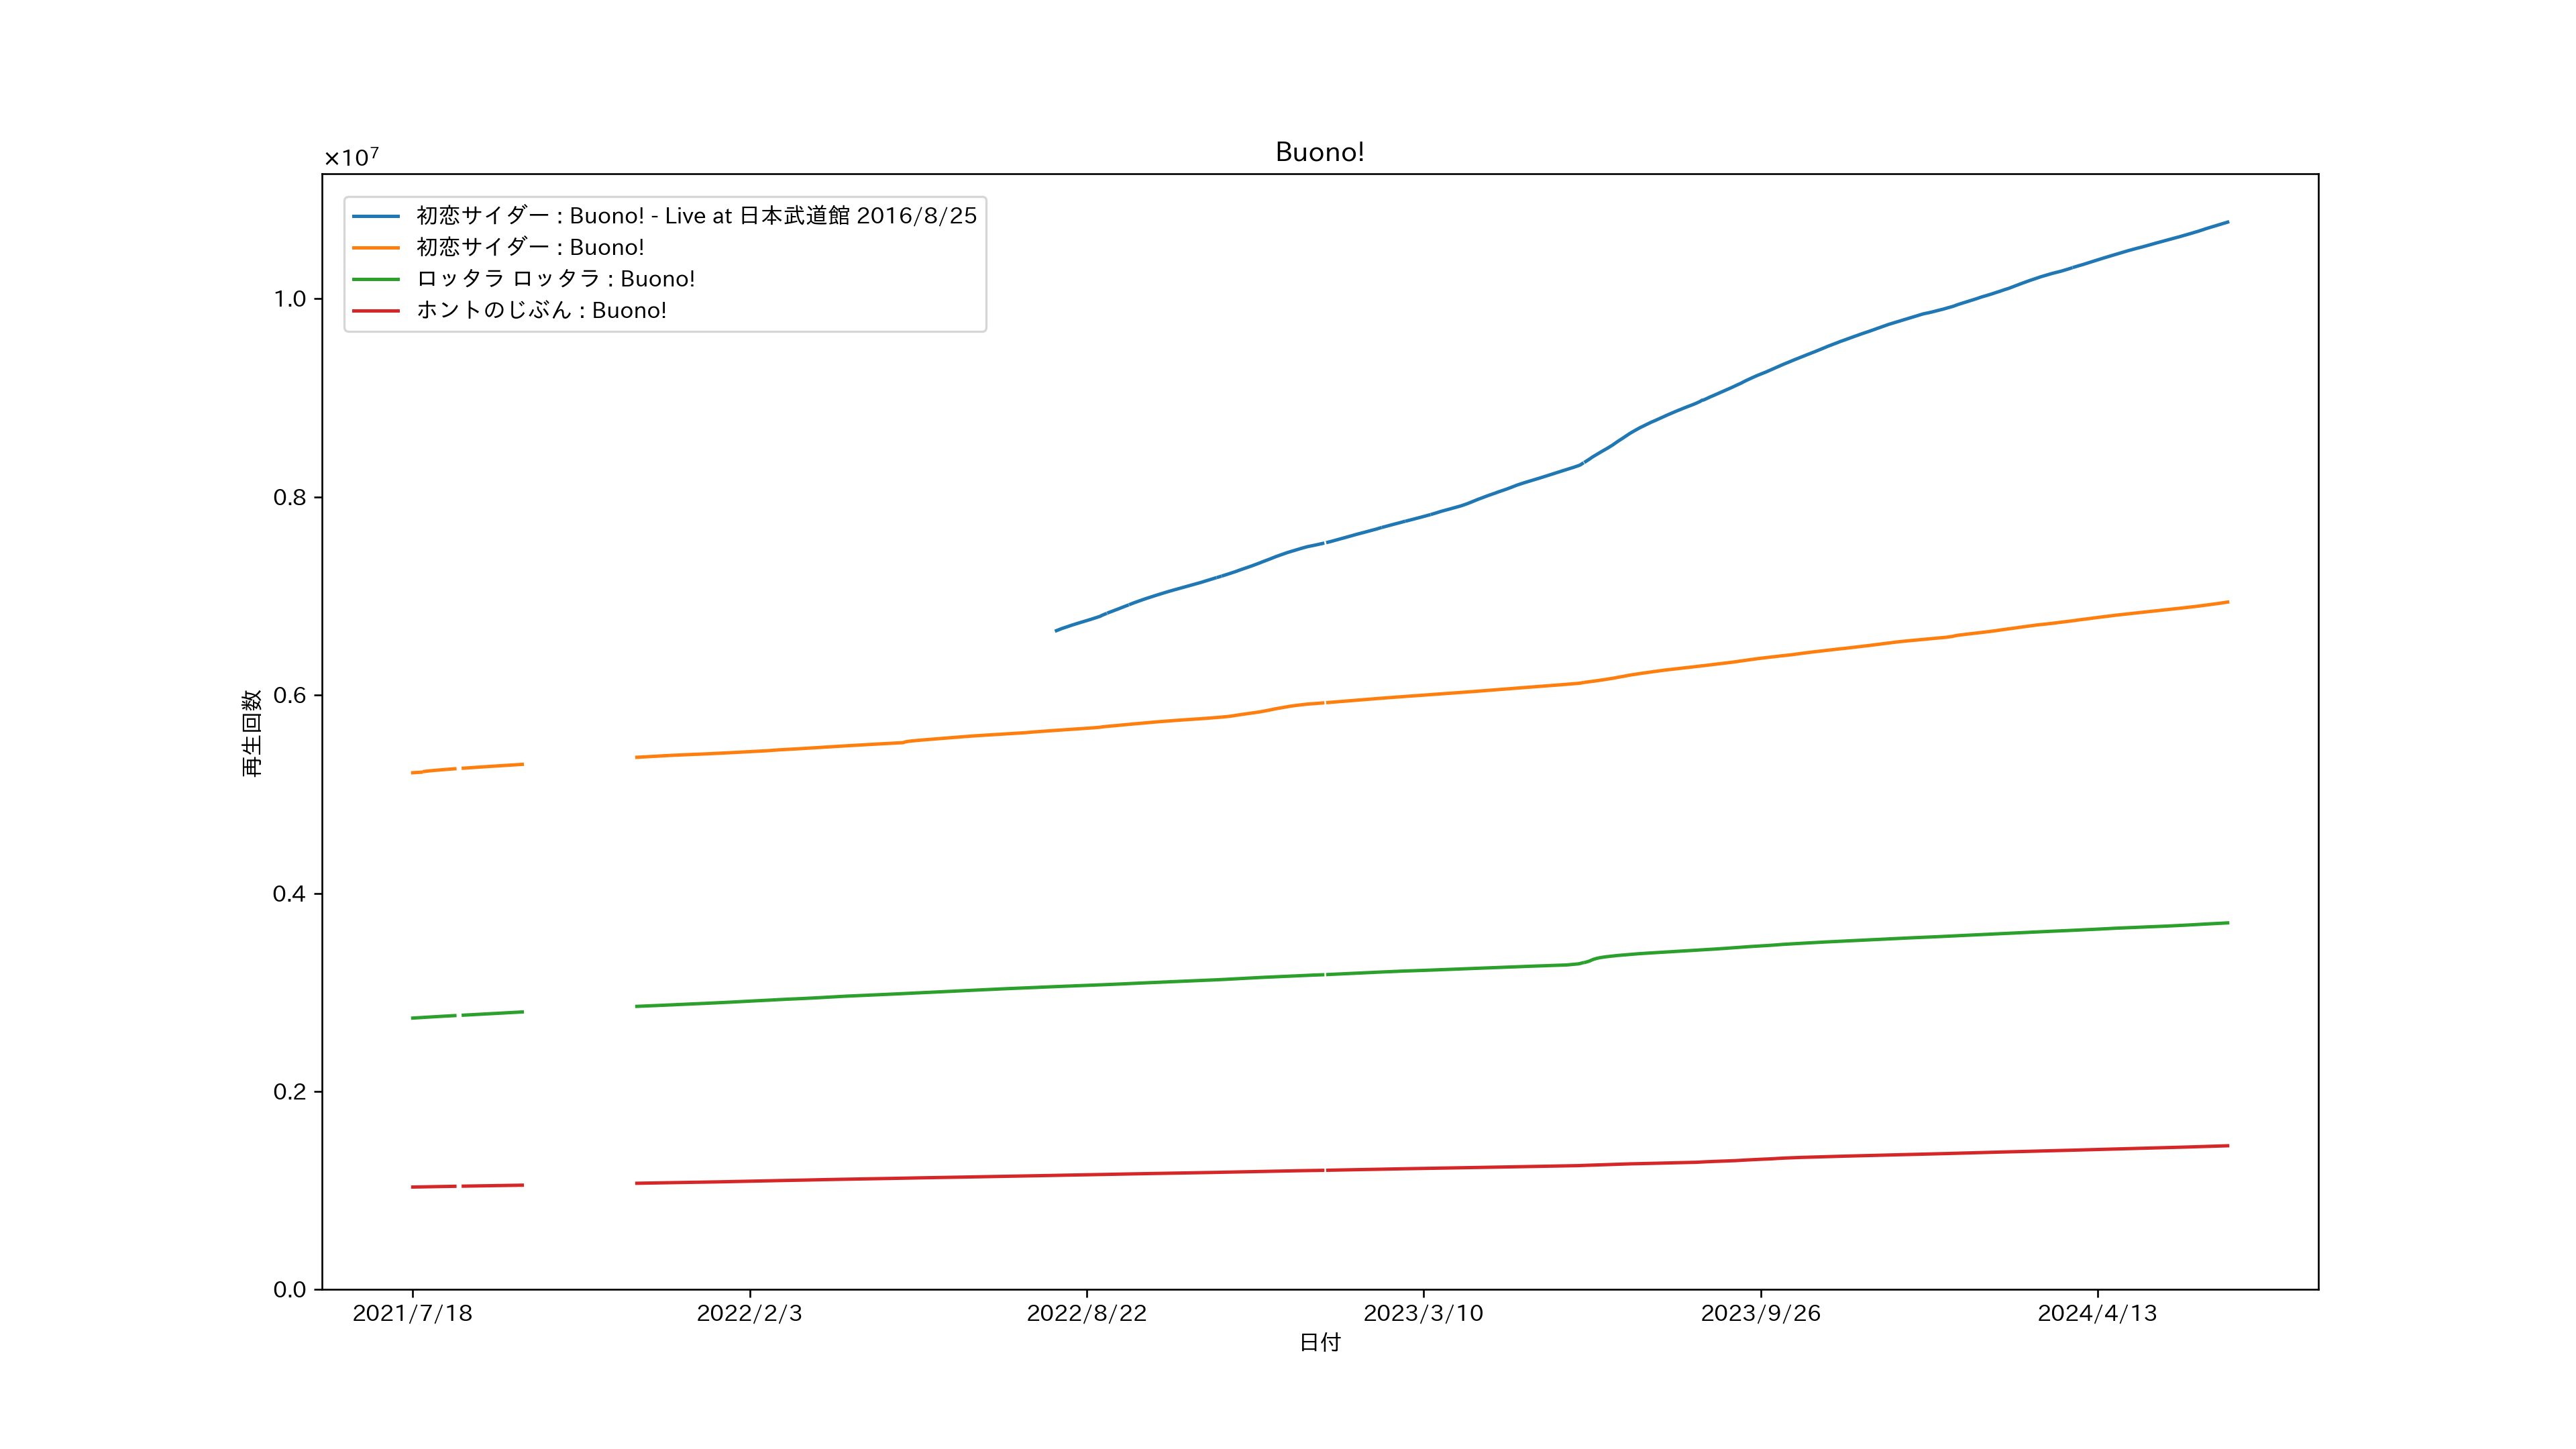 Buono!
×10⁷
初恋サイダー : Buono! - Live at 日本武道館 2016/8/25
初恋サイダー : Buono!
ロッタラ ロッタラ : Buono!
ホントのじぶん : Buono!
1.0
0.8
0.6
0.4
0.2
0.0
再生回数
2021/7/18 2022/2/3 2022/8/22 2023/3/10 2023/9/26 2024/4/13
日付